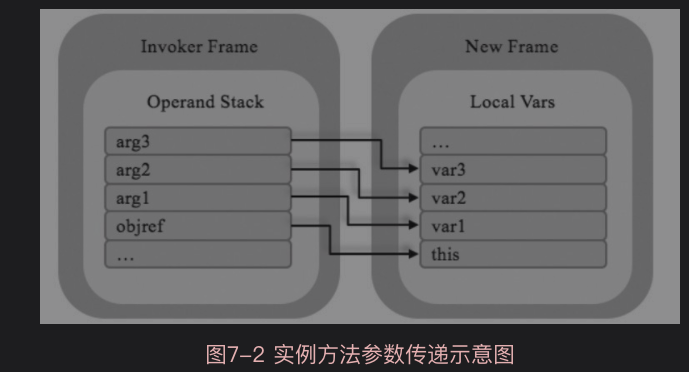 Invoker Frame
Operand Stack
arg3
arg2
arg1
objref
...
New Frame
Local Vars
...
var3
var2
var1
this
图7-2 实例方法参数传递示意图